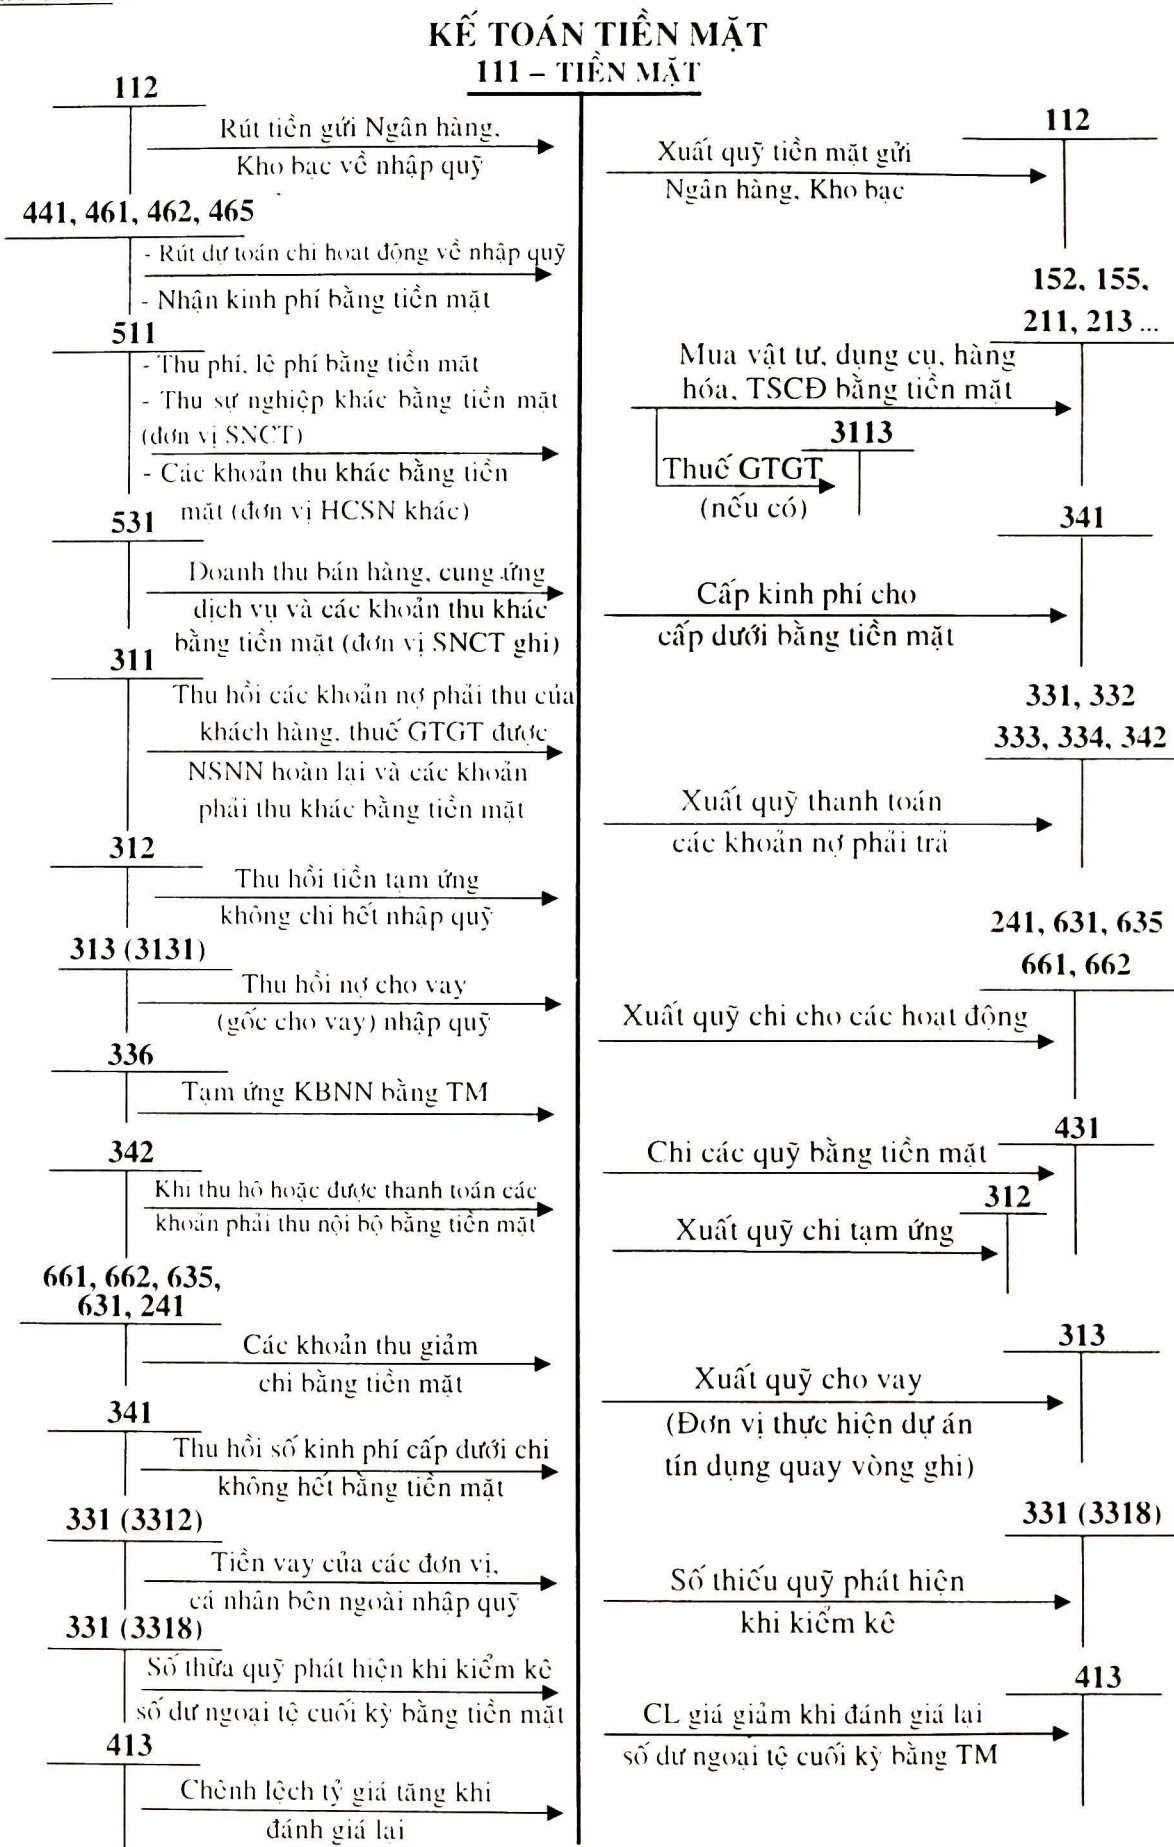 KẾ TOÁN TIỀN MẶT
111 – TIỀN MẶT
112
Rút tiền gửi Ngân hàng,
Kho bạc về nhập quỹ
441, 461, 462, 465
- Rút dự toán chi hoạt động về nhập quỹ
- Nhận kinh phí bằng tiền mặt
511
- Thu phí, lệ phí bằng tiền mặt
- Thu sự nghiệp khác bằng tiền mặt
(đơn vị SNCT)
- Các khoản thu khác bằng tiền
mặt (đơn vị HCSN khác)
531
Doanh thu bán hàng, cung ứng
dịch vụ và các khoản thu khác
bằng tiền mặt (đơn vị SNCT ghi)
311
Thu hồi các khoản nợ phải thu của
khách hàng, thuế GTGT được
NSNN hoàn lại và các khoản
phải thu khác bằng tiền mặt
312
Thu hồi tiền tạm ứng
không chi hết nhập quỹ
313 (3131)
Thu hồi nợ cho vay
(gốc cho vay) nhập quỹ
336
Tạm ứng KBNN bằng TM
342
Khi thu hộ hoặc được thanh toán các
khoản phải thu nội bộ bằng tiền mặt
661, 662, 635,
631, 241
Các khoản thu giảm
chi bằng tiền mặt
341
Thu hồi số kinh phí cấp dưới chi
không hết bằng tiền mặt
331 (3312)
Tiền vay của các đơn vị,
cá nhân bên ngoài nhập quỹ
331 (3318)
Số thừa quỹ phát hiện khi kiểm kê
số dư ngoại tệ cuối kỳ bằng tiền mặt
413
Chênh lệch tỷ giá tăng khi
đánh giá lại
112
Xuất quỹ tiền mặt gửi
Ngân hàng, Kho bạc
152, 155,
211, 213 ...
Mua vật tư, dụng cụ, hàng
hóa, TSCĐ bằng tiền mặt
3113
Thuế GTGT
(nếu có)
341
Cấp kinh phí cho
cấp dưới bằng tiền mặt
331, 332
333, 334, 342
Xuất quỹ thanh toán
các khoản nợ phải trả
241, 631, 635
661, 662
Xuất quỹ chi cho các hoạt động
431
Chi các quỹ bằng tiền mặt
312
Xuất quỹ chi tạm ứng
313
Xuất quỹ cho vay
(Đơn vị thực hiện dự án
tín dụng quay vòng ghi)
331 (3318)
Số thiếu quỹ phát hiện
khi kiểm kê
413
CL giá giảm khi đánh giá lại
số dư ngoại tệ cuối kỳ bằng TM